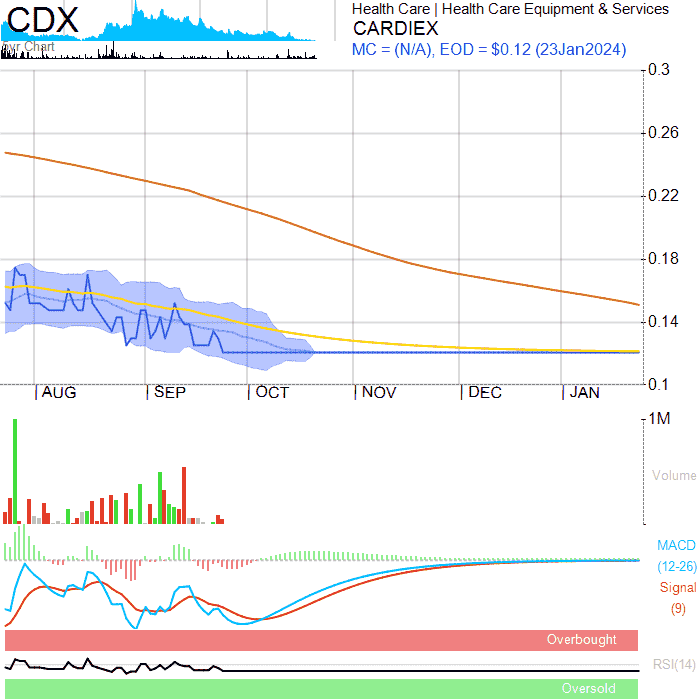 CDX
Health Care | Health Care Equipment & Services
CARDIEX
MC = (N/A), EOD = $0.12 (23Jan2024)
Chart
0.3
0.26
0.22
0.18
0.14
0.1
AUG SEP OCT NOV DEC JAN
1M
Volume
MACD
(12-26)
Signal
(9)
Overbought
RSI(14)
Oversold